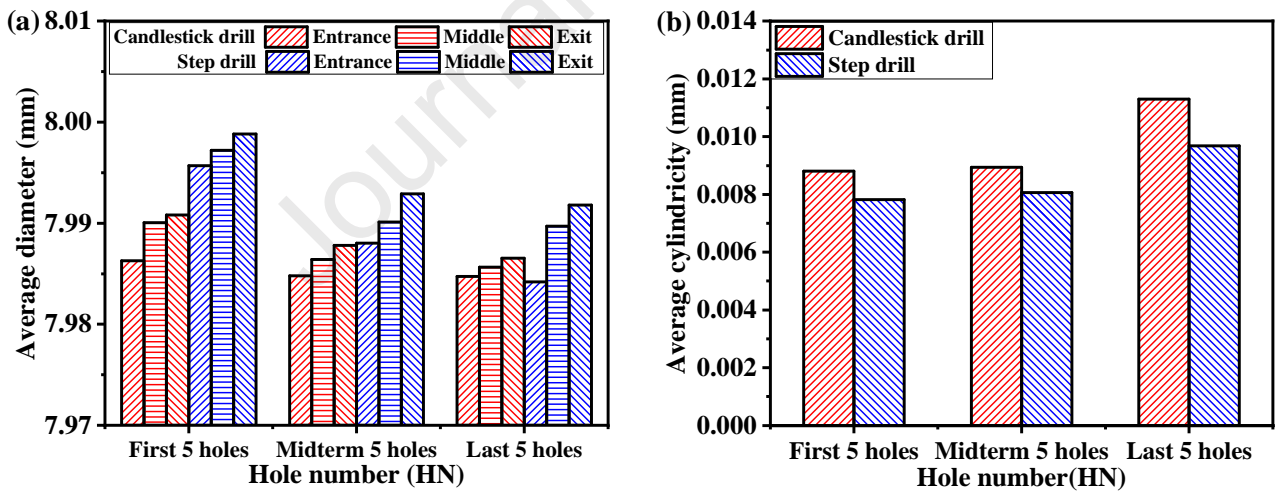 (a)
8.01
8.00
7.99
7.98
7.97
Average diameter (mm)
Candlestick drill Entrance Middle Exit
Step drill Entrance Middle Exit
First 5 holes Midterm 5 holes Last 5 holes
Hole number (HN)
Journal
(b)
0.014
0.012
0.010
0.008
0.006
0.004
0.002
0.000
Average cylindricity (mm)
Candlestick drill
Step drill
First 5 holes Midterm 5 holes Last 5 holes
Hole number(HN)